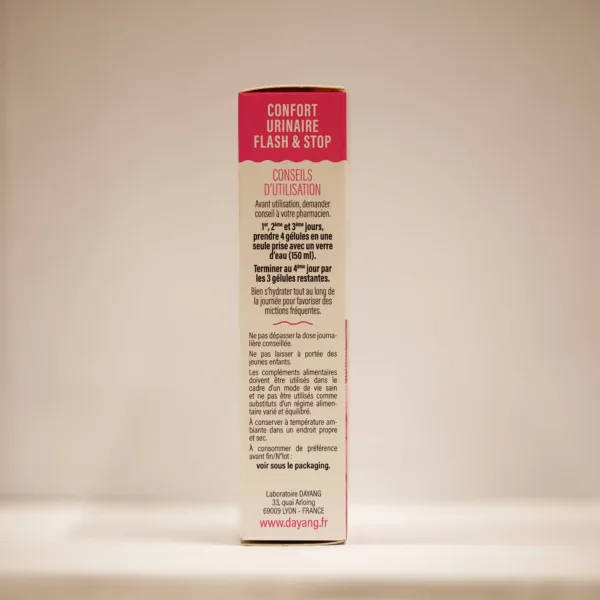 CONFORT
URINAIRE
FLASH & STOP
CONSEILS
D'UTILISATION
Avant utilisation, demander
conseil à votre pharmacien.
1er, 2ème et 3ème jours,
prendre 4 gélules en une
seule prise avec un verre
d'eau (150 ml).
Terminer au 4ème jour par
les 3 gélules restantes.
Bien s'hydrater tout au long de
la journée pour favoriser des
mictions fréquentes.
Ne pas dépasser la dose journa-
lière conseillée.
Ne pas laisser à portée des
jeunes enfants.
Les compléments alimentaires
doivent être utilisés dans le
cadre d'un mode de vie sain
et ne pas être utilisés comme
substituts d'un régime alimen-
taire varié et équilibré.
À conserver à température am-
biante dans un endroit propre
et sec.
À consommer de préférence
avant fin/N°lot :
voir sous le packaging.
Laboratoire DAYANG
33, quai Arloing
69009 LYON - FRANCE
www.dayang.fr